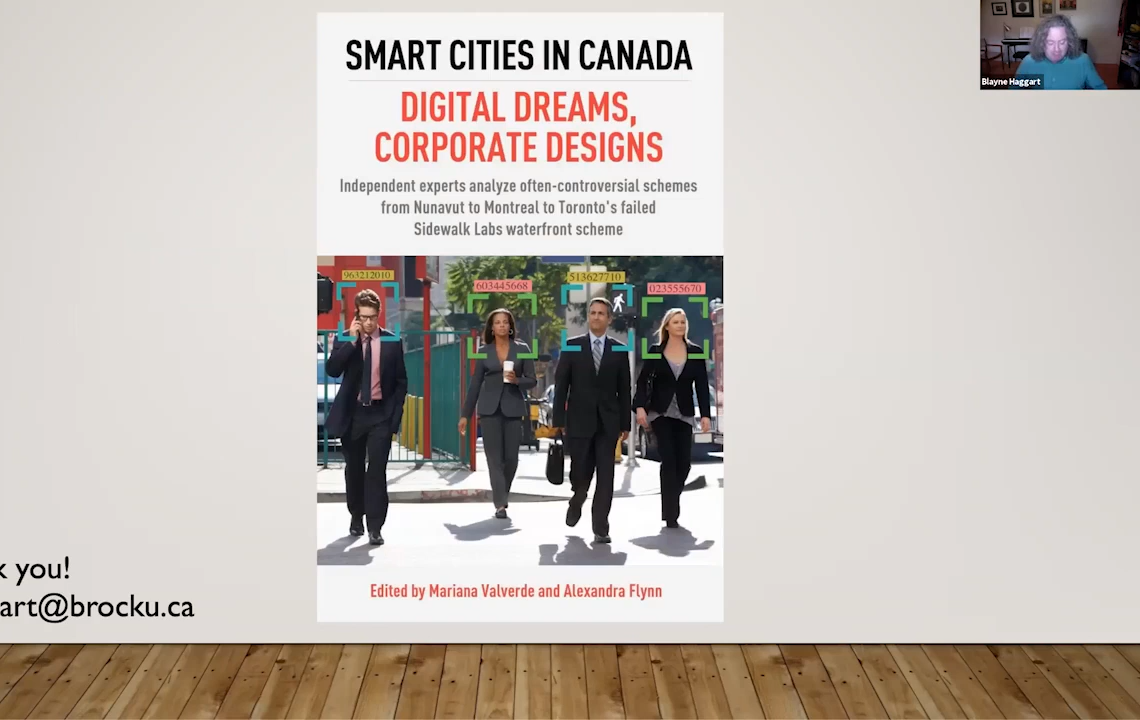 SMART CITIES IN CANADA
DIGITAL DREAMS,
CORPORATE DESIGNS
Independent experts analyze often-controversial schemes
from Nunavut to Montreal to Toronto's failed
Sidewalk Labs waterfront scheme
963212010
603445668
513627710
023555670
Edited by Mariana Valverde and Alexandra Flynn
k you!
art@brocku.ca
Blayne Haggart